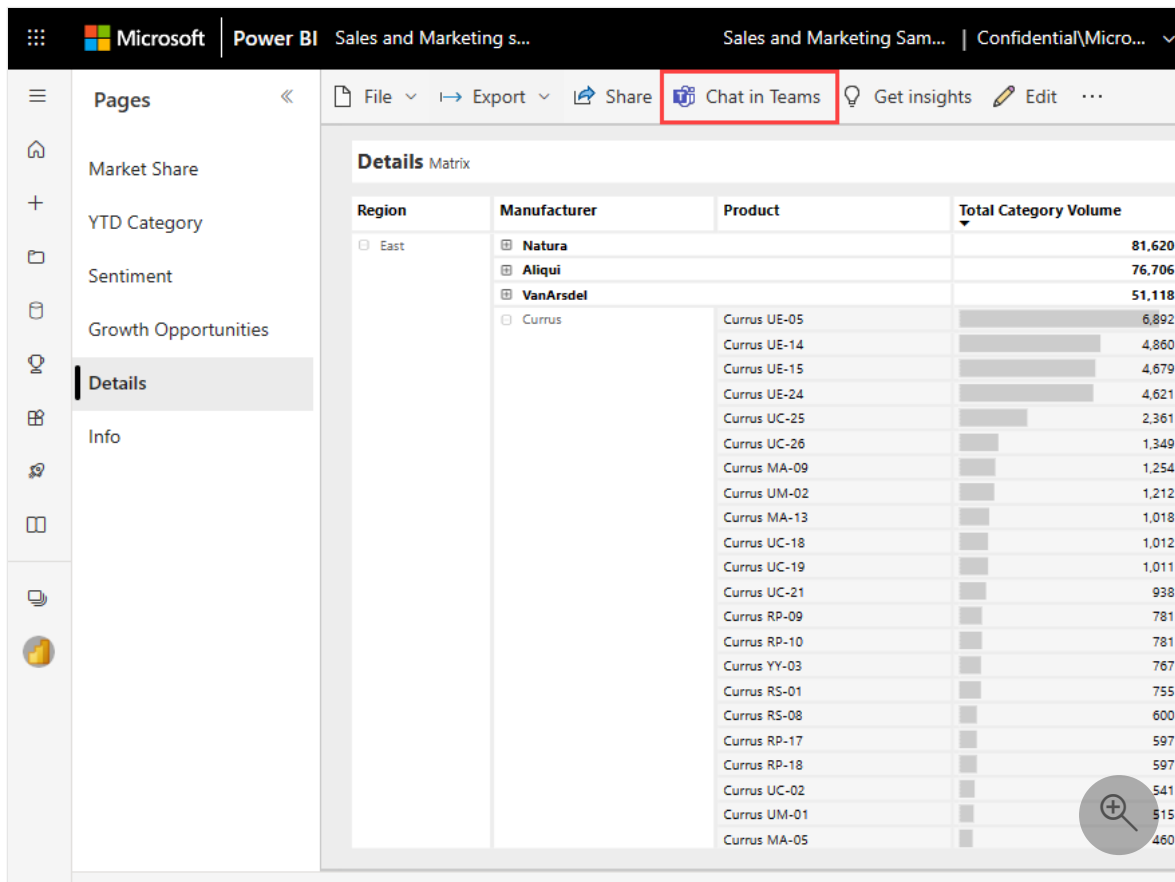 Microsoft Power BI Sales and Marketing s... Sales and Marketing Sam... | Confidential\Micro...
Pages File Export Share Chat in Teams Get insights Edit ...
Market Share
YTD Category
Sentiment
Growth Opportunities
Details
Info
Details Matrix
Region Manufacturer Product Total Category Volume
East Natura 81,620
Aliqui 76,706
VanArsdel 51,118
Currus Currus UE-05 6,892
Currus UE-14 4,860
Currus UE-15 4,679
Currus UE-24 4,621
Currus UC-25 2,361
Currus UC-26 1,349
Currus MA-09 1,254
Currus UM-02 1,212
Currus MA-13 1,018
Currus UC-18 1,012
Currus UC-19 1,011
Currus UC-21 938
Currus RP-09 781
Currus RP-10 781
Currus YY-03 767
Currus RS-01 755
Currus RS-08 600
Currus RP-17 597
Currus RP-18 597
Currus UC-02 541
Currus UM-01 515
Currus MA-05 460